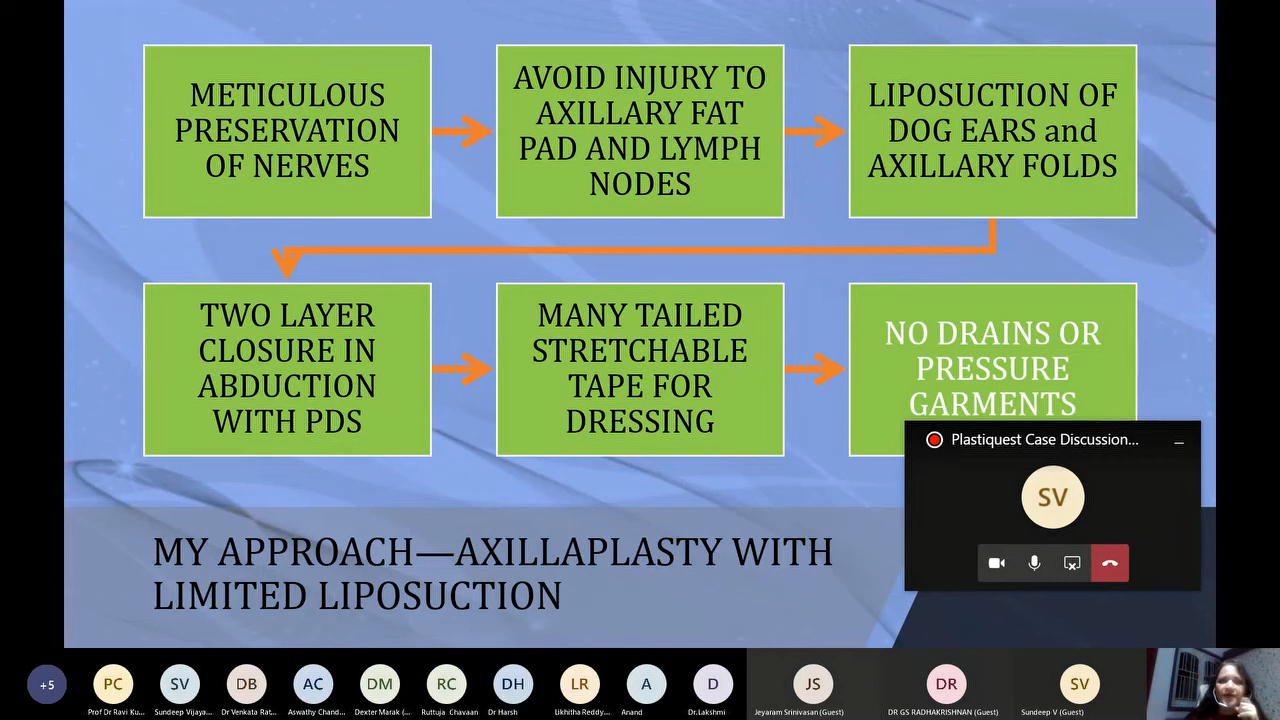 METICULOUS
PRESERVATION
OF NERVES
AVOID INJURY TO
AXILLARY FAT
PAD AND LYMPH
NODES
LIPOSUCTION OF
DOG EARS and
AXILLARY FOLDS
TWO LAYER
CLOSURE IN
ABDUCTION
WITH PDS
MANY TAILED
STRETCHABLE
TAPE FOR
DRESSING
NO DRAINS OR
PRESSURE
GARMENTS
Plastiquest Case Discussion...
SV
MY APPROACH—AXILLAPLASTY WITH
LIMITED LIPOSUCTION
+5
PC
SV
DB
AC
DM
RC
DH
LR
A
D
JS
DR
SV
Prof Dr Ravi Ku...
Sundeep Vijaya...
Dr Venkata Rat...
Aswathy Chand...
Dexter Marak (...
Ruttuja Chavaan
Dr Harsh
Likhitha Reddy...
Anand
Dr.Lakshmi
Jeyaram Srinivasan (Guest)
DR GS RADHAKRISHNAN (Guest)
Sundeep V (Guest)